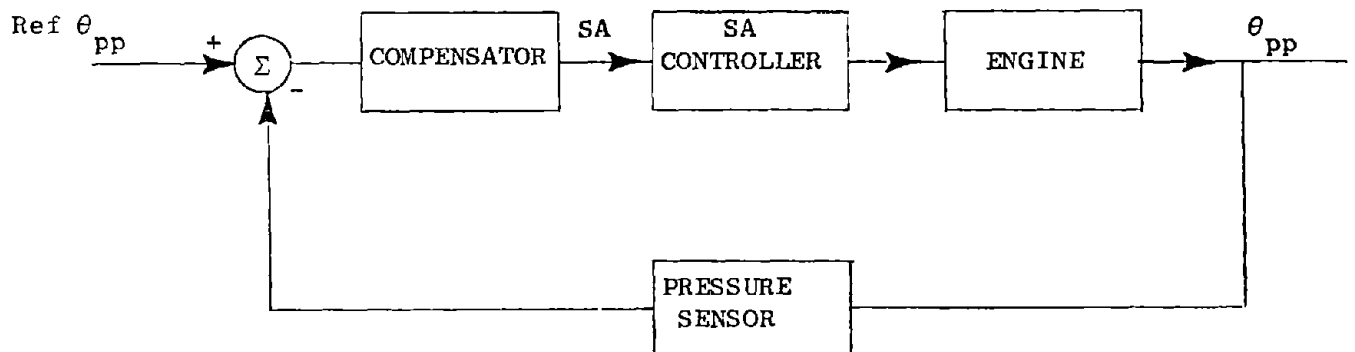 Ref θpp
+
Σ
-
COMPENSATOR
SA
SA
CONTROLLER
ENGINE
θpp
PRESSURE
SENSOR